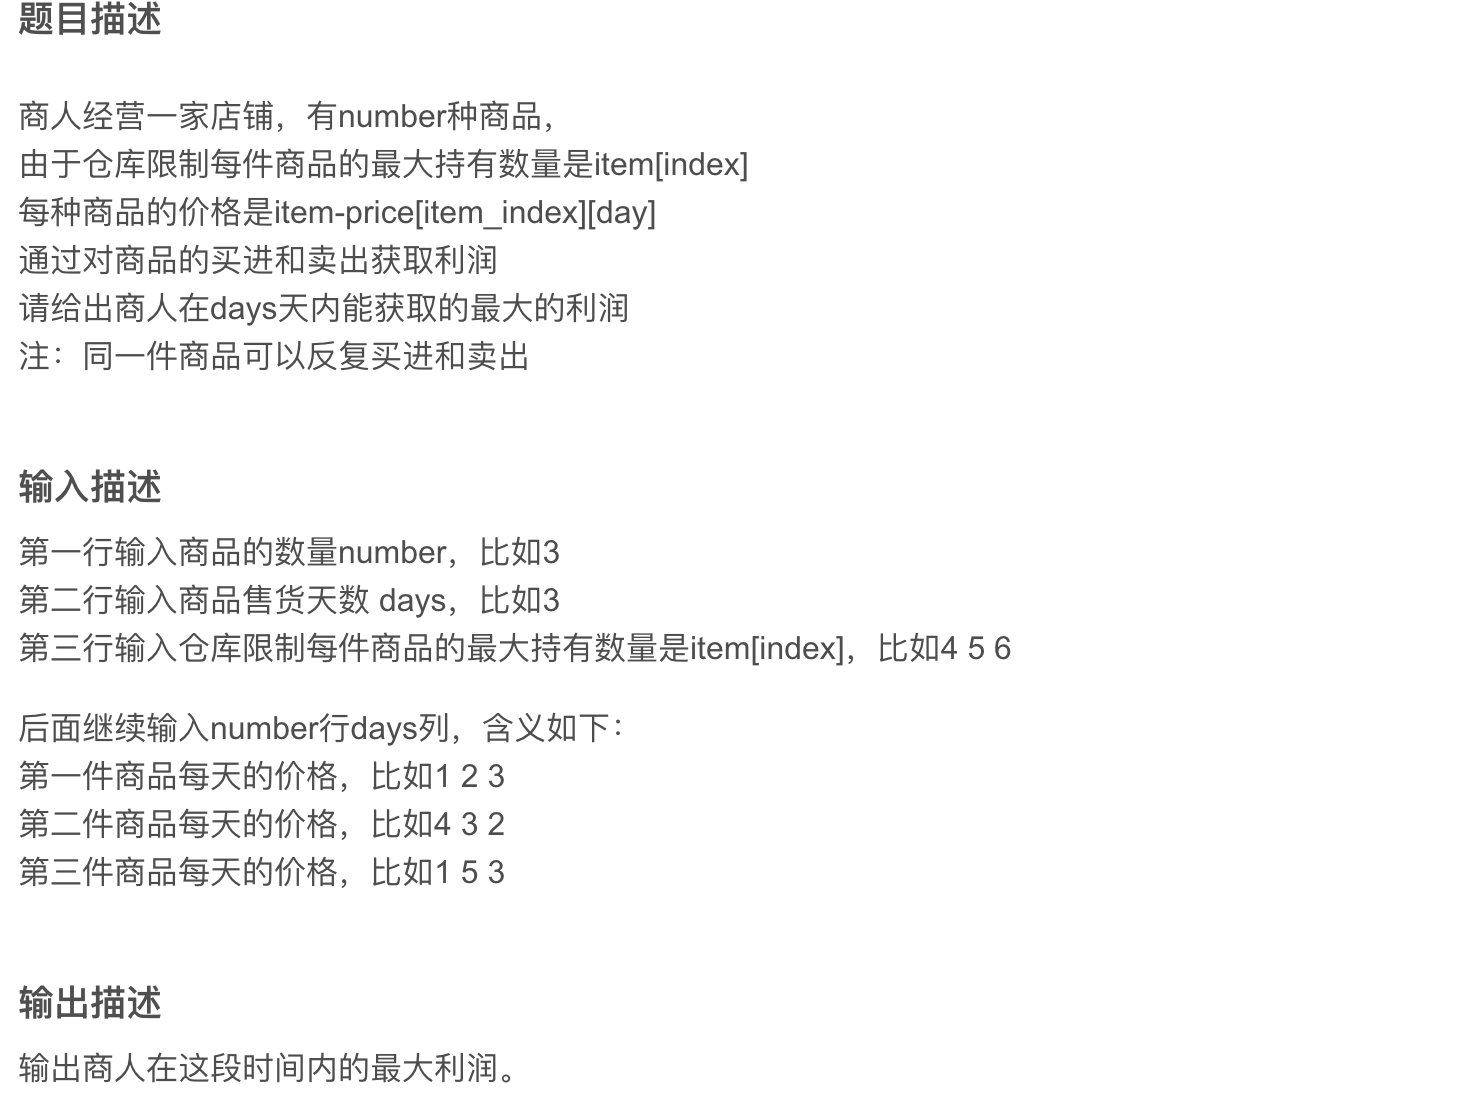 题目描述
商人经营一家店铺，有number种商品，
由于仓库限制每件商品的最大持有数量是item[index]
每种商品的价格是item-price[item_index][day]
通过对商品的买进和卖出获取利润
请给出商人在days天内能获取的最大的利润
注：同一件商品可以反复买进和卖出
输入描述
第一行输入商品的数量number，比如3
第二行输入商品售货天数 days，比如3
第三行输入仓库限制每件商品的最大持有数量是item[index]，比如4 5 6
后面继续输入number行days列，含义如下：
第一件商品每天的价格，比如1 2 3
第二件商品每天的价格，比如4 3 2
第三件商品每天的价格，比如1 5 3
输出描述
输出商人在这段时间内的最大利润。